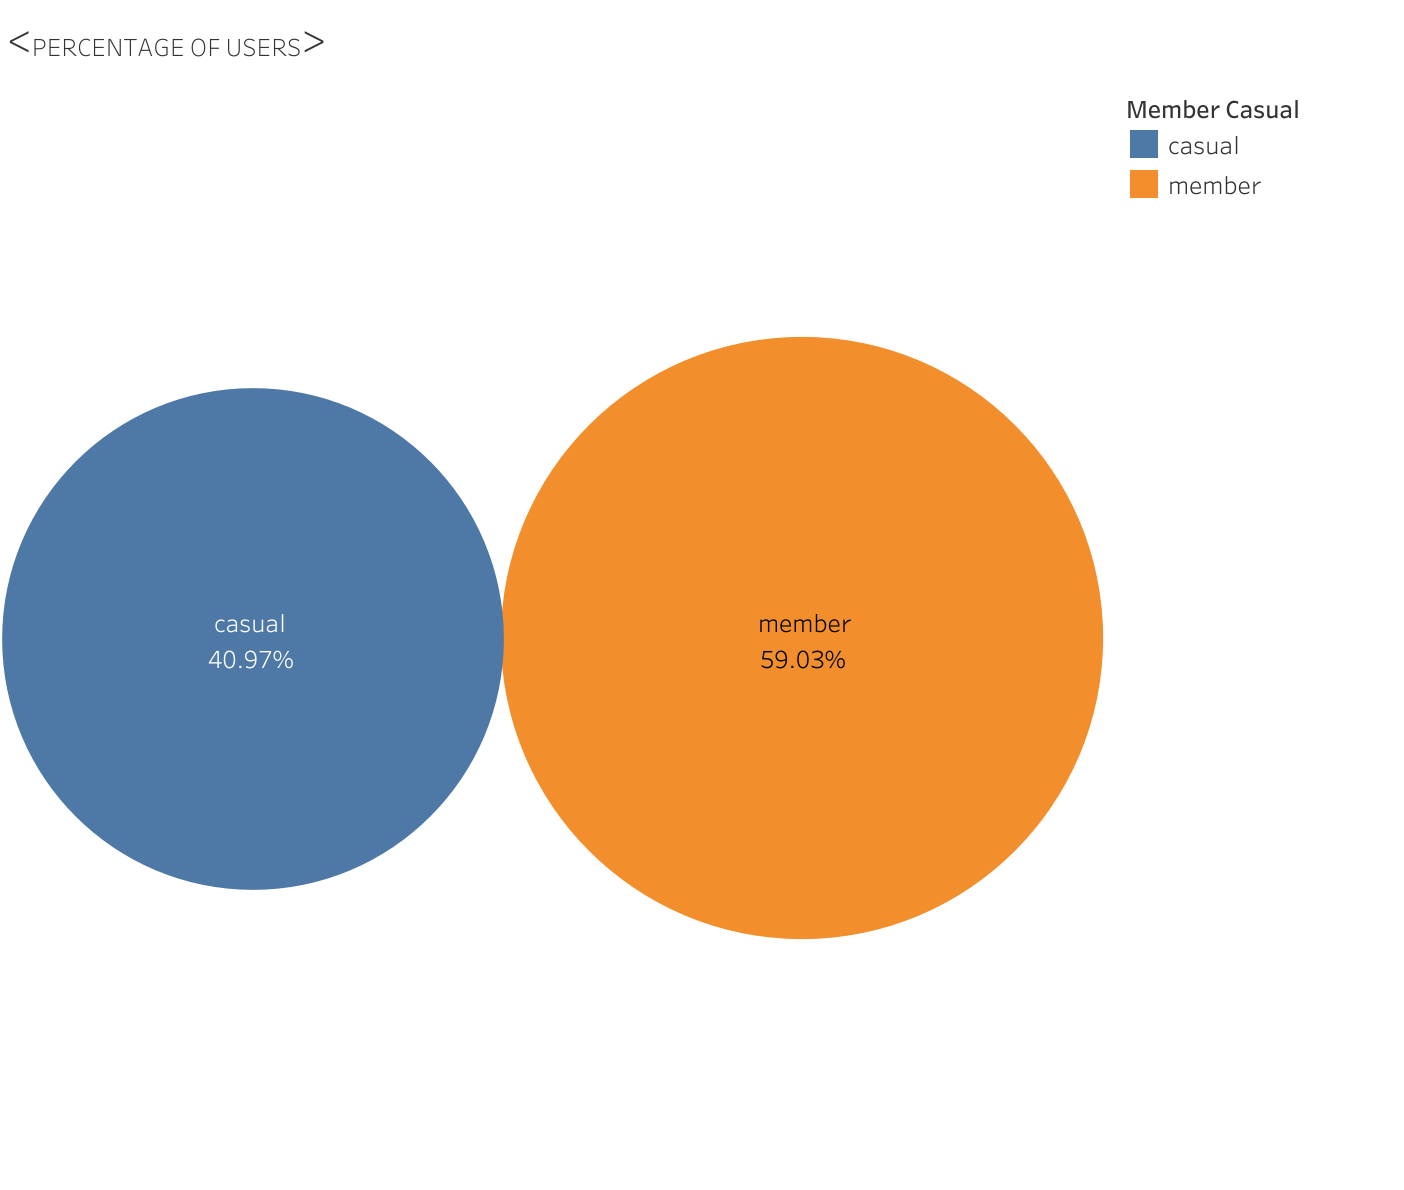 <PERCENTAGE OF USERS>
Member Casual
casual
member
casual
40.97%
member
59.03%